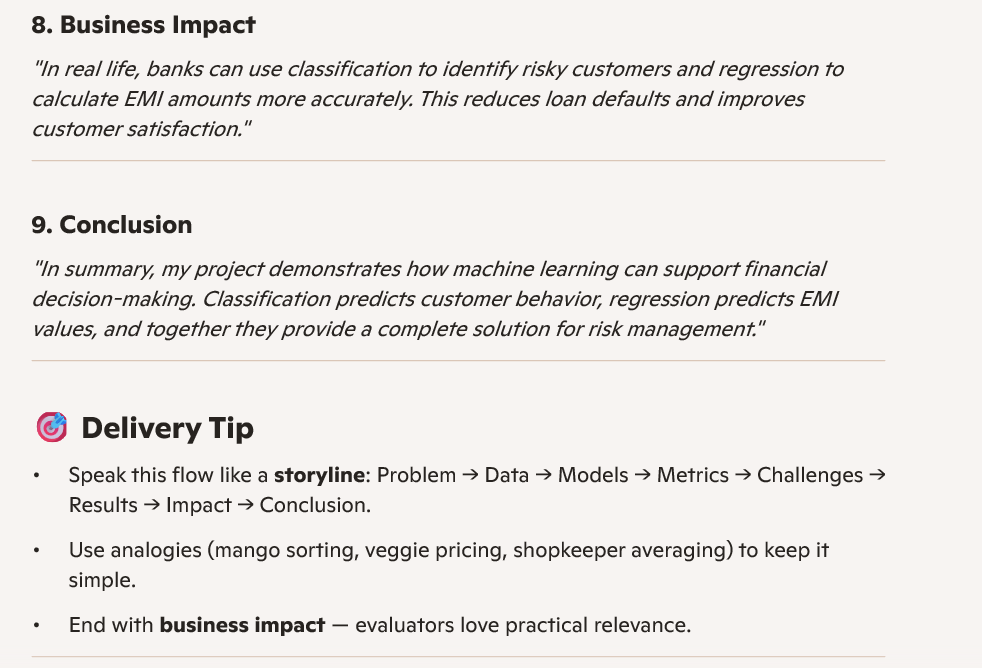 8. Business Impact
"In real life, banks can use classification to identify risky customers and regression to
calculate EMI amounts more accurately. This reduces loan defaults and improves
customer satisfaction."
9. Conclusion
"In summary, my project demonstrates how machine learning can support financial
decision-making. Classification predicts customer behavior, regression predicts EMI
values, and together they provide a complete solution for risk management."
🎯 Delivery Tip
• Speak this flow like a storyline: Problem → Data → Models → Metrics → Challenges →
Results → Impact → Conclusion.
• Use analogies (mango sorting, veggie pricing, shopkeeper averaging) to keep it
simple.
• End with business impact — evaluators love practical relevance.